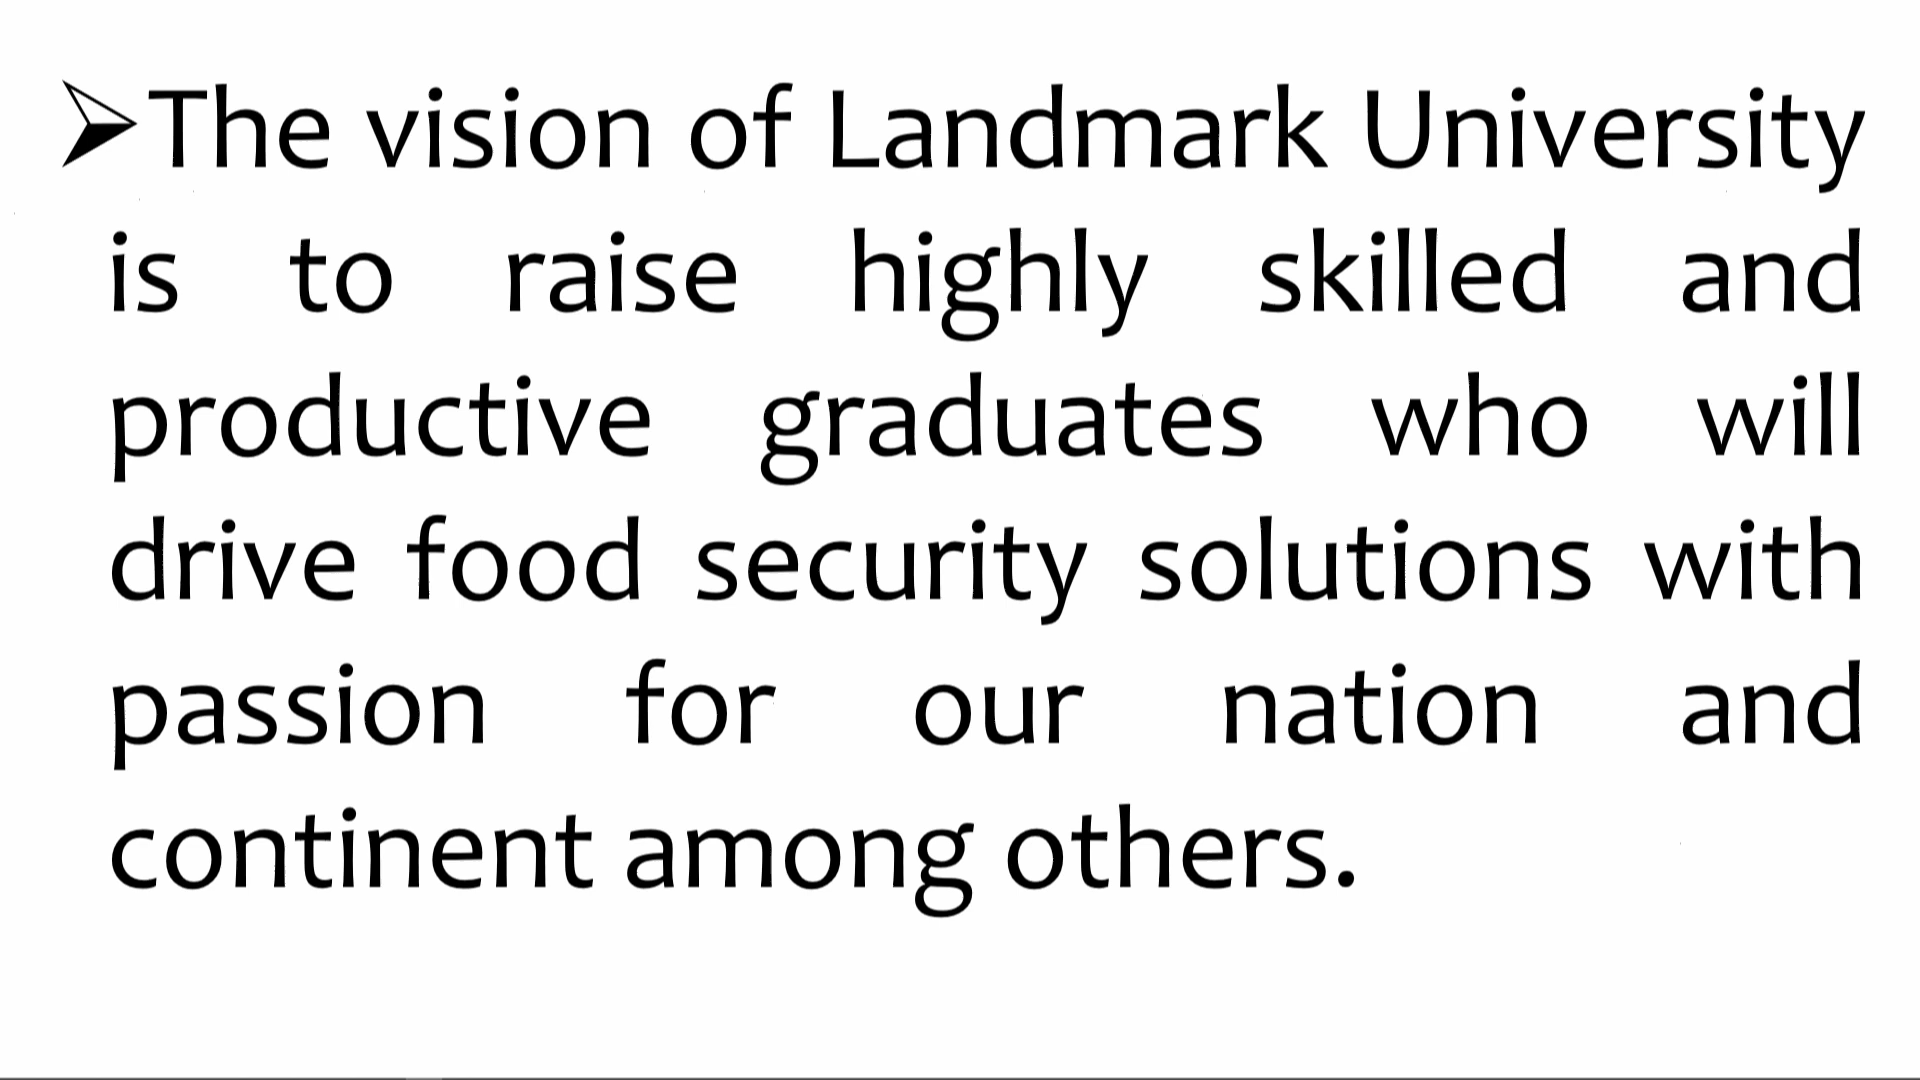 ➢The vision of Landmark University
is to raise highly skilled and
productive graduates who will
drive food security solutions with
passion for our nation and
continent among others.